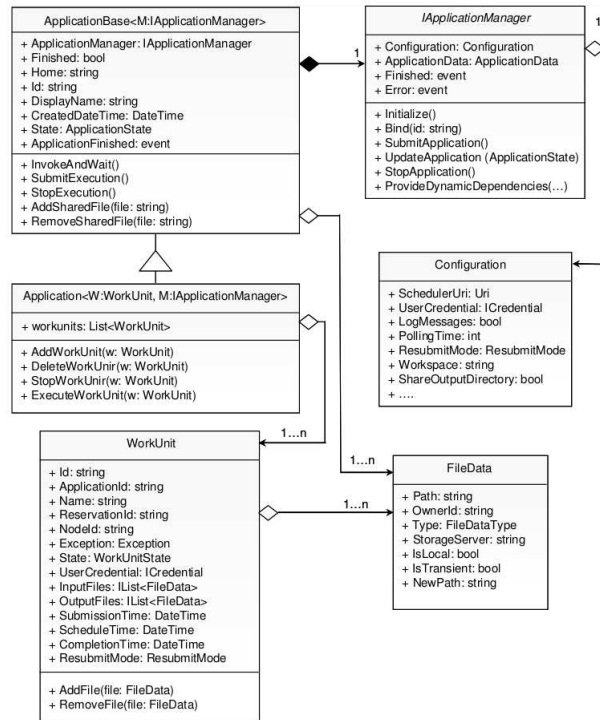 ApplicationBase<M:IApplicationManager>
+ ApplicationManager: IApplicationManager
+ Finished: bool
+ Home: string
+ Id: string
+ DisplayName: string
+ CreatedDateTime: DateTime
+ State: ApplicationState
+ ApplicationFinished: event
+ InvokeAndWait()
+ SubmitExecution()
+ StopExecution()
+ AddSharedFile(file: string)
+ RemoveSharedFile(file: string)
1
IApplicationManager
+ Configuration: Configuration
+ ApplicationData: ApplicationData
+ Finished: event
+ Error: event
+ Initialize()
+ Bind(id: string)
+ SubmitApplication()
+ UpdateApplication (ApplicationState)
+ StopApplication()
+ ProvideDynamicDependencies(...)
1
Configuration
+ SchedulerUri: Uri
+ UserCredential: ICredential
+ LogMessages: bool
+ PollingTime: int
+ ResubmitMode: ResubmitMode
+ Workspace: string
+ ShareOutputDirectory: bool
+ ....
Application<W:WorkUnit, M:IApplicationManager>
+ workunits: List<WorkUnit>
+ AddWorkUnit(w: WorkUnit)
+ DeleteWorkUnir(w: WorkUnit)
+ StopWorkUnir(w: WorkUnit)
+ ExecuteWorkUnit(w: WorkUnit)
1...n
WorkUnit
+ Id: string
+ ApplicationId: string
+ Name: string
+ ReservationId: string
+ NodeId: string
+ Exception: Exception
+ State: WorkUnitState
+ UserCredential: ICredential
+ InputFiles: IList<FileData>
+ OutputFiles: IList<FileData>
+ SubmissionTime: DateTime
+ ScheduleTime: DateTime
+ CompletionTime: DateTime
+ ResubmitMode: ResubmitMode
+ AddFile(file: FileData)
+ RemoveFile(file: FileData)
1...n
1...n
FileData
+ Path: string
+ OwnerId: string
+ Type: FileDataType
+ StorageServer: string
+ IsLocal: bool
+ IsTransient: bool
+ NewPath: string